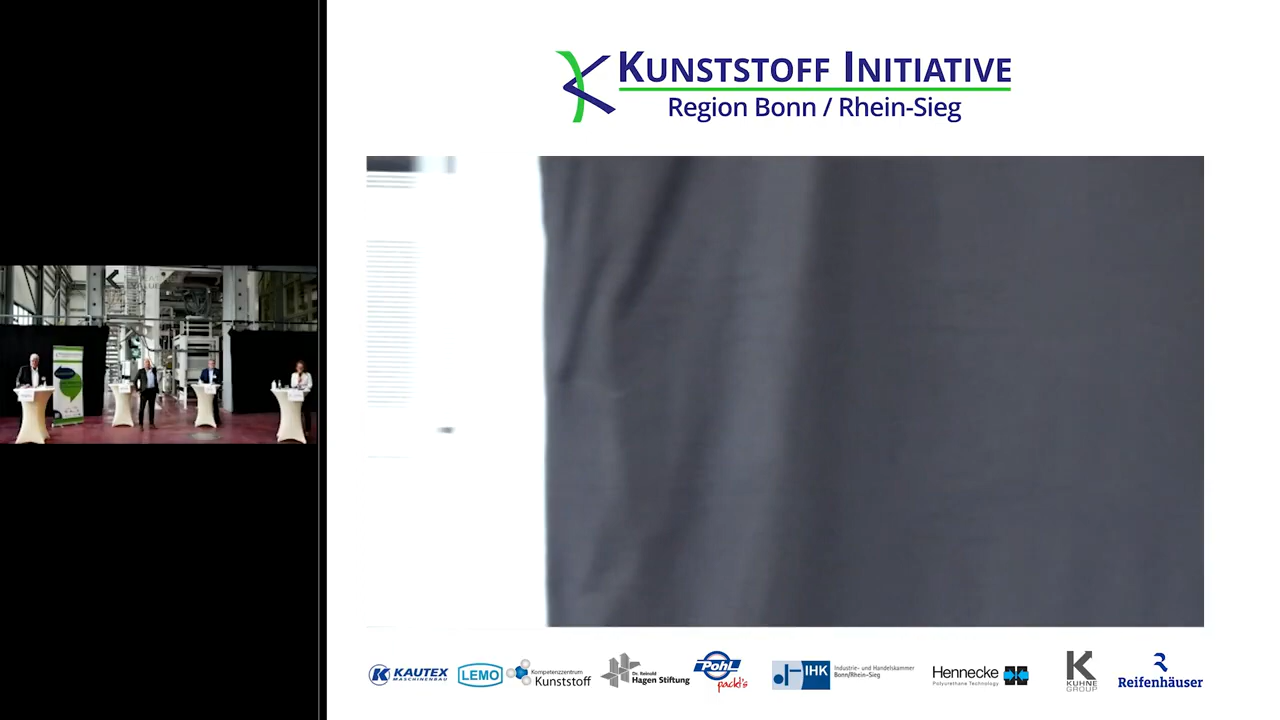 KUNSTSTOFF INITIATIVE
Region Bonn / Rhein-Sieg
KAUTEX
MASCHINENBAU
LEMO
Kompetenzzentrum
Kunststoff
Dr. Reinold
Hagen Stiftung
Pohl
packt's
IHK
Industrie- und Handelskammer
Bonn/Rhein-Sieg
Hennecke
Polyurethane Technology
K
KUHNE
GROUP
R
Reifenhäuser